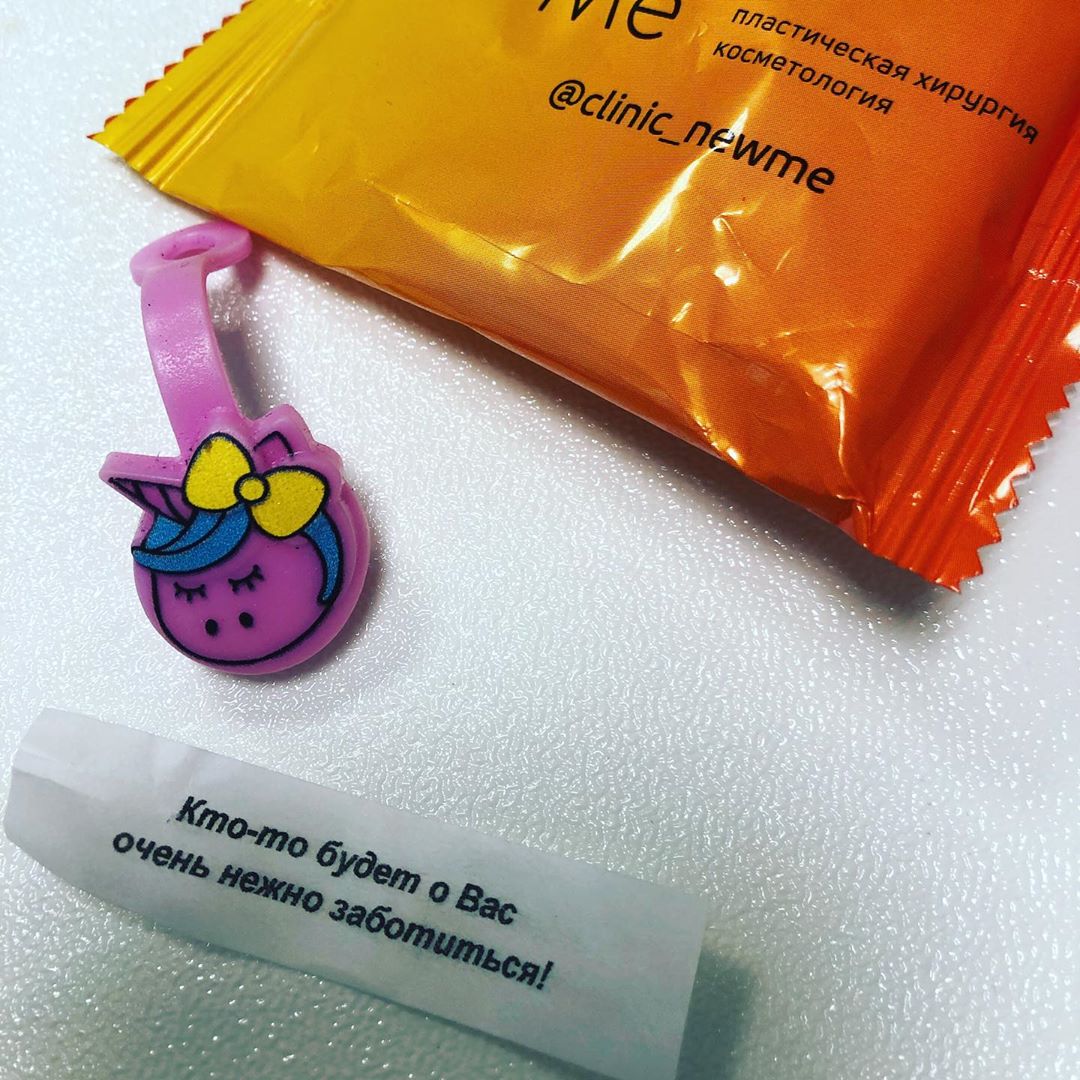 me
пластическая хирургия
косметология
@clinic_newme
Кто-то будет о Вас
очень нежно заботиться!